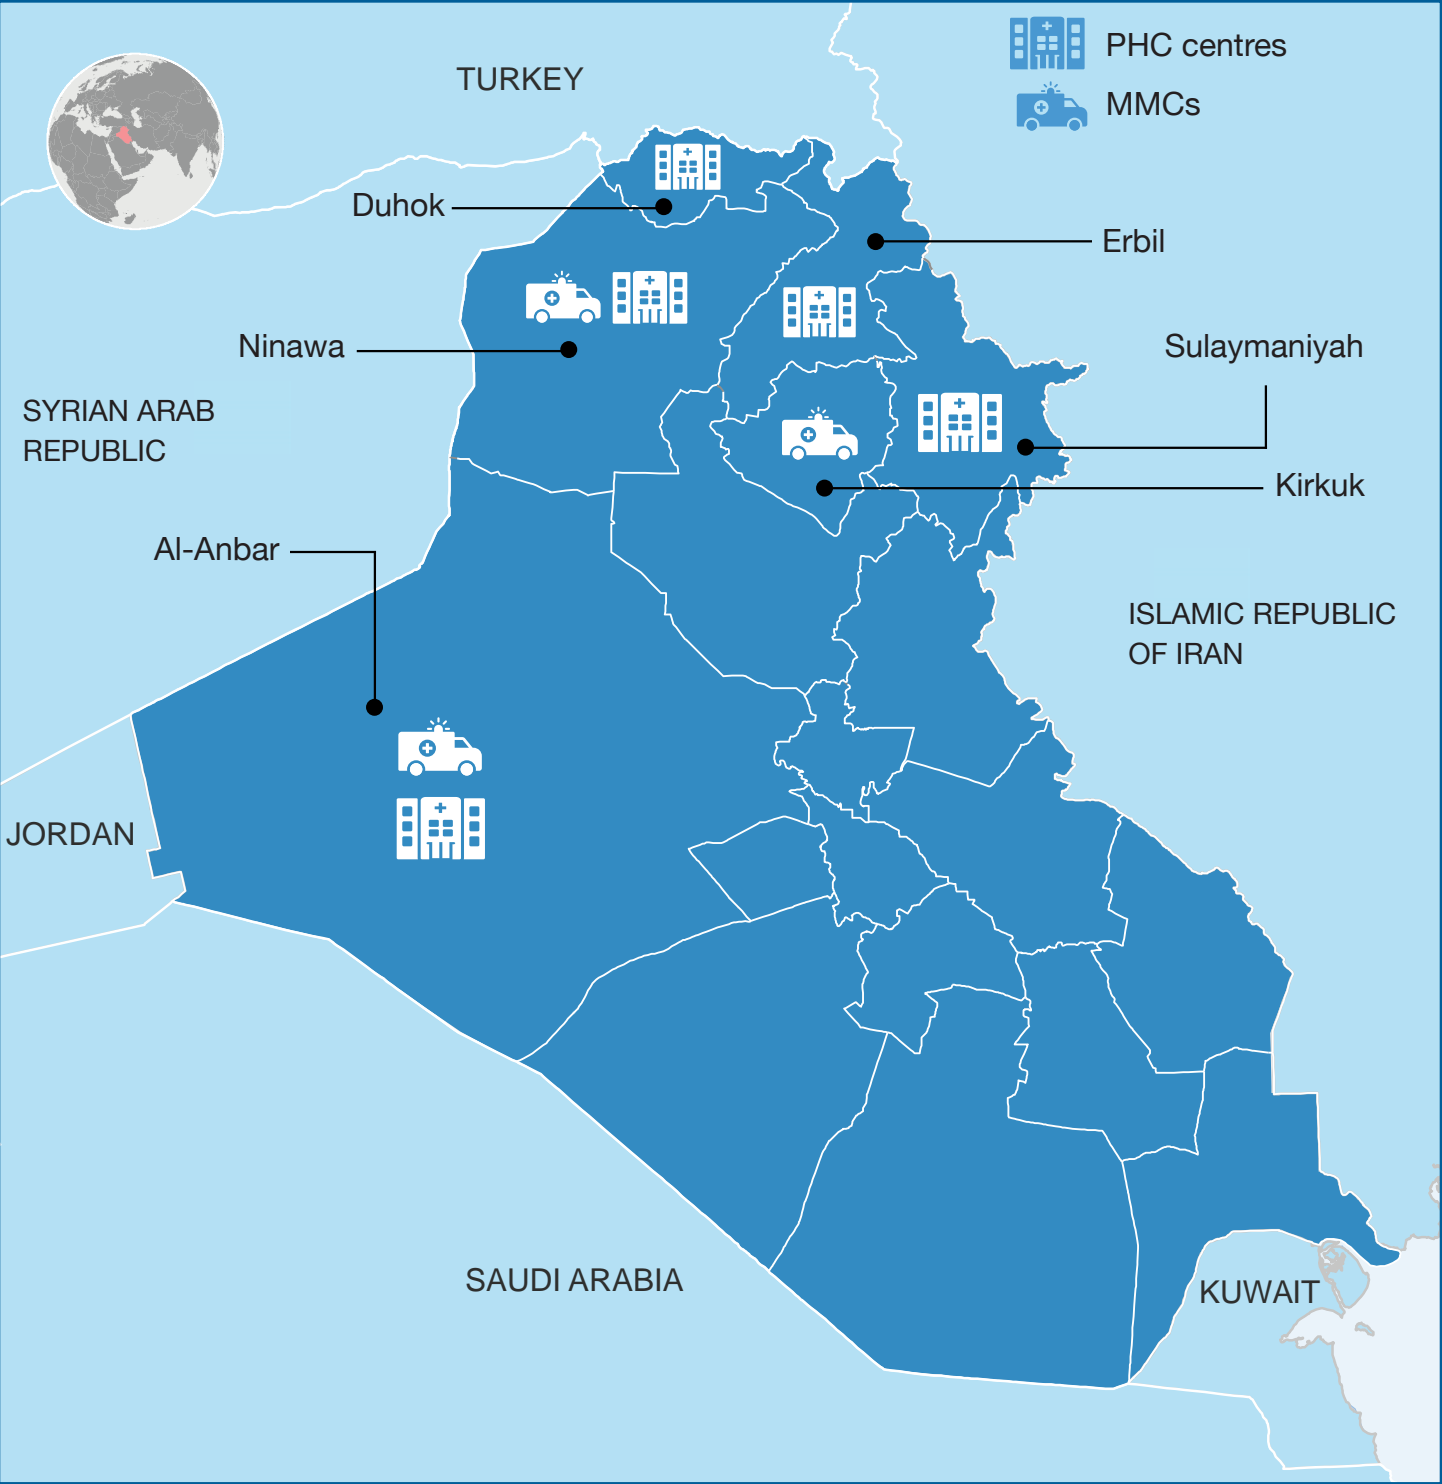 PHC centres
MMCs
TURKEY
Duhok
Erbil
Ninawa
Sulaymaniyah
SYRIAN ARAB
REPUBLIC
Kirkuk
Al-Anbar
ISLAMIC REPUBLIC
OF IRAN
JORDAN
SAUDI ARABIA
KUWAIT